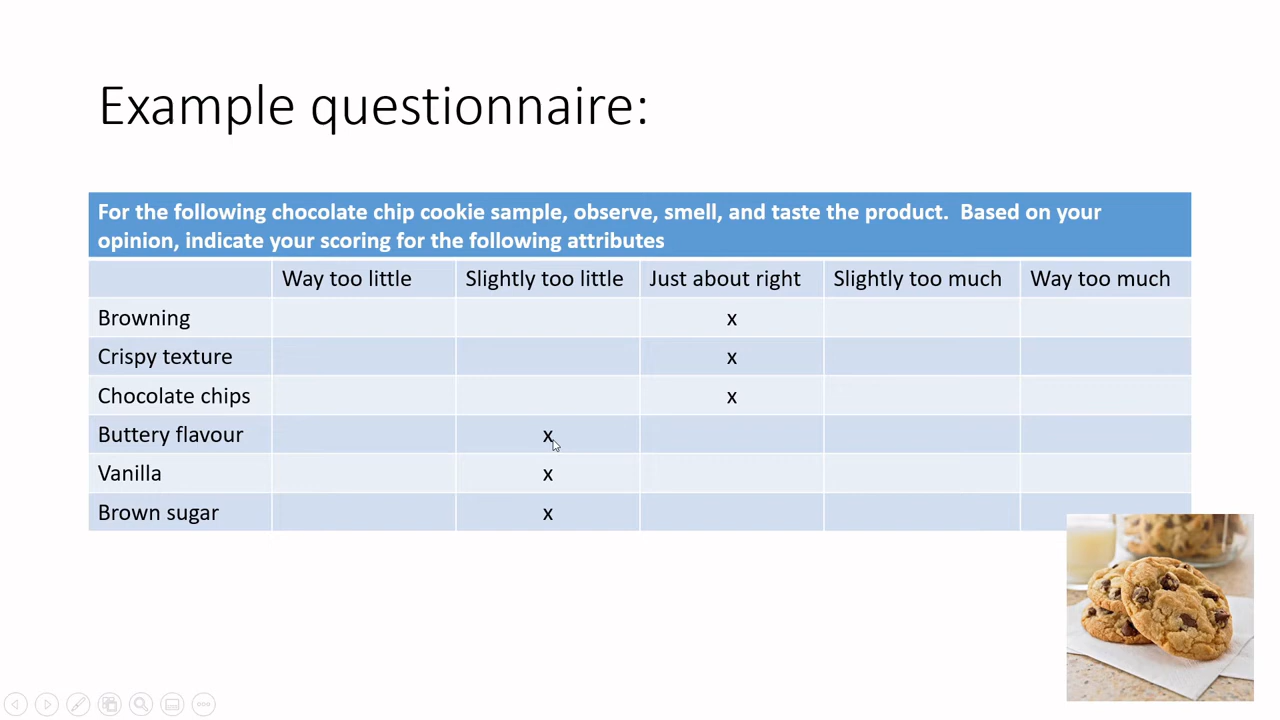 Example questionnaire:
For the following chocolate chip cookie sample, observe, smell, and taste the product.  Based on your
opinion, indicate your scoring for the following attributes
Way too little Slightly too little Just about right Slightly too much Way too much
Browning x
Crispy texture x
Chocolate chips x
Buttery flavour x
Vanilla x
Brown sugar x